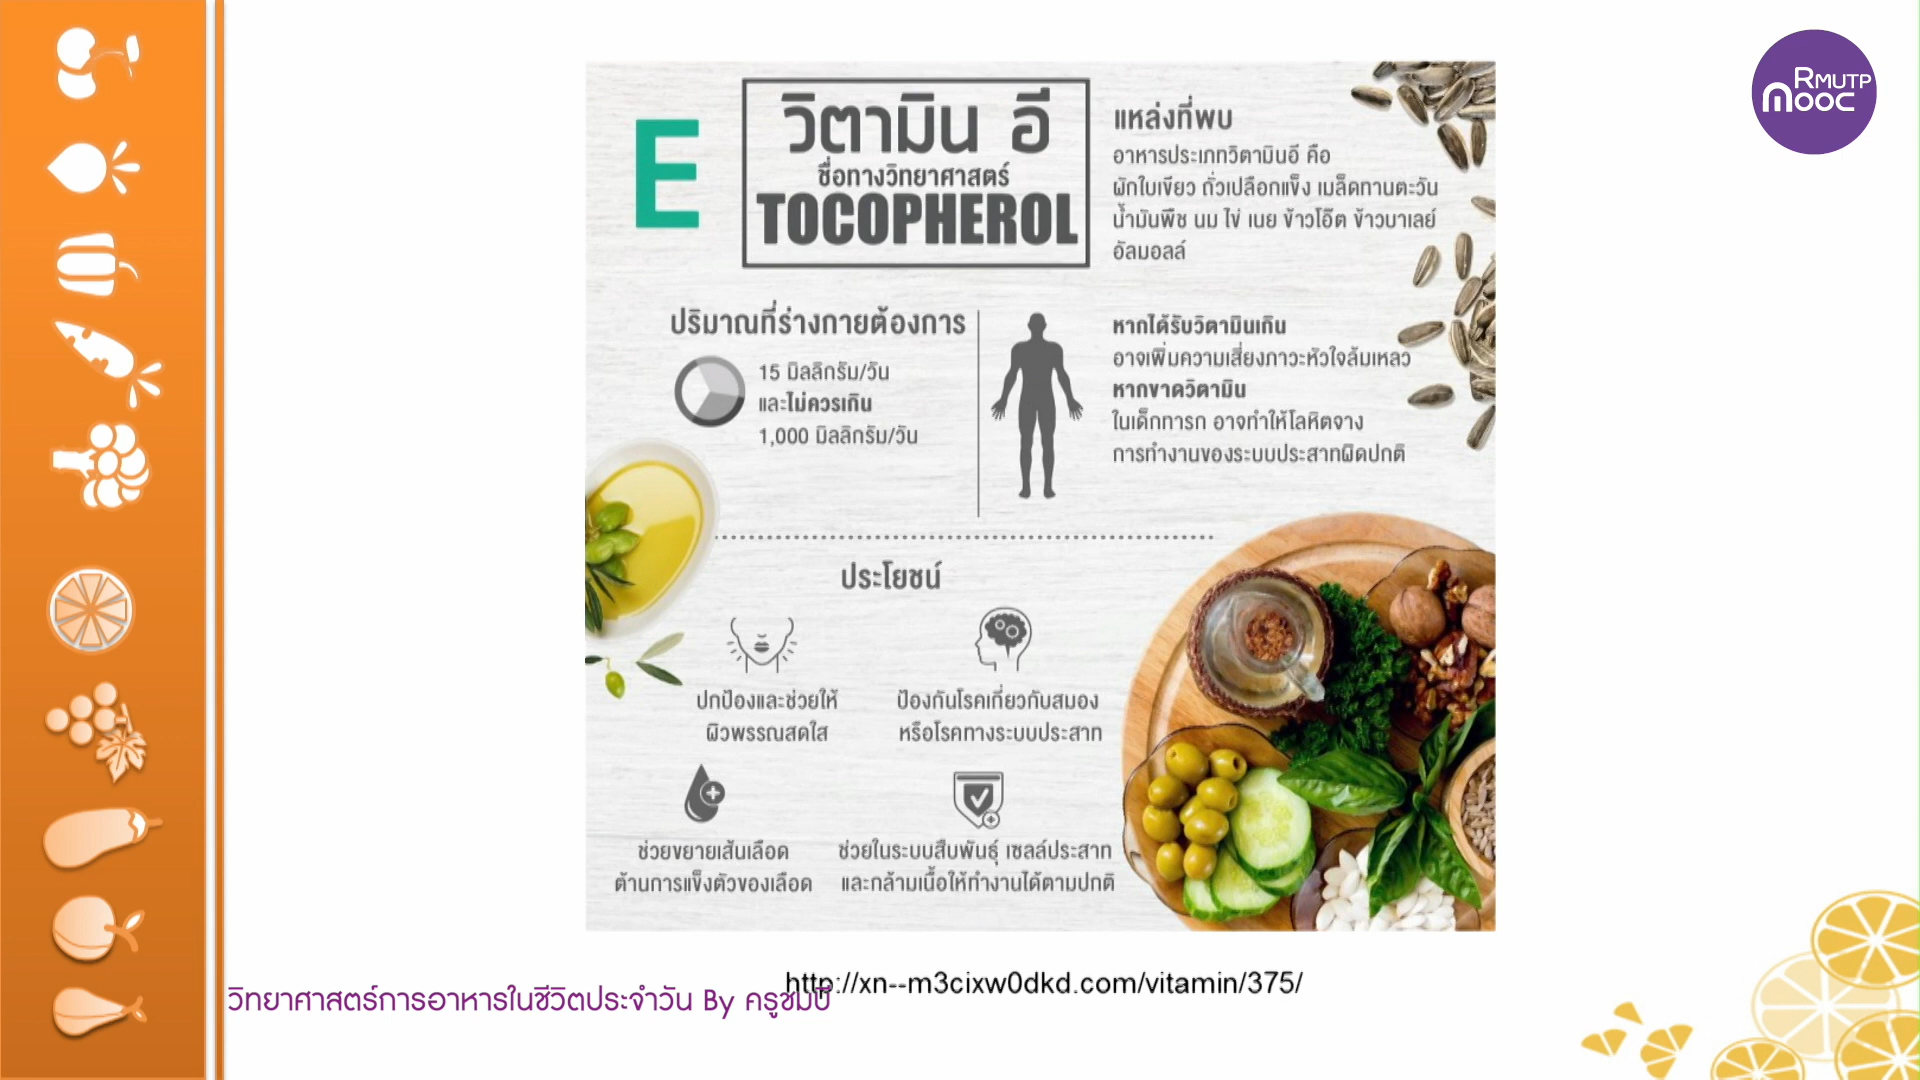 RMUTP
mooc
E
วิตามิน อี
ชื่อทางวิทยาศาสตร์
TOCOPHEROL
แหล่งที่พบ
อาหารประเภทวิตามินอี คือ
ผักใบเขียว ถั่วเปลือกแข็ง เมล็ดทานตะวัน
น้ำมันพืช นม ไข่ เนย ข้าวโอ๊ต ข้าวบาเลย์
อัลมอลล์
ปริมาณที่ร่างกายต้องการ
15 มิลลิกรัม/วัน
และไม่ควรเกิน
1,000 มิลลิกรัม/วัน
หากได้รับวิตามินเกิน
อาจเพิ่มความเสี่ยงภาวะหัวใจล้มเหลว
หากขาดวิตามิน
ในเด็กทารก อาจทำให้โลหิตจาง
การทำงานของระบบประสาทผิดปกติ
ประโยชน์
ปกป้องและช่วยให้
ผิวพรรณสดใส
ป้องกันโรคเกี่ยวกับสมอง
หรือโรคทางระบบประสาท
ช่วยขยายเส้นเลือด
ต้านการแข็งตัวของเลือด
ช่วยในระบบสืบพันธุ์ เซลล์ประสาท
และกล้ามเนื้อให้ทำงานได้ตามปกติ
http://xn--m3cixw0dkd.com/vitamin/375/
วิทยาศาสตร์การอาหารในชีวิตประจำวัน By ครูชมปี